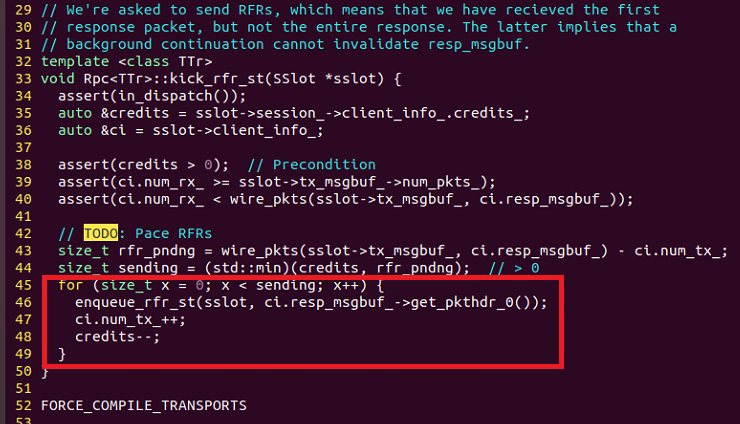 29 // We're asked to send RFRs, which means that we have recieved the first
30 // response packet, but not the entire response. The latter implies that a
31 // background continuation cannot invalidate resp_msgbuf.
32 template <class TTr>
33 void Rpc<TTr>::kick_rfr_st(SSlot *sslot) {
34   assert(in_dispatch());
35   auto &credits = sslot->session_->client_info_.credits_;
36   auto &ci = sslot->client_info_;
37
38   assert(credits > 0);  // Precondition
39   assert(ci.num_rx_ >= sslot->tx_msgbuf_->num_pkts_);
40   assert(ci.num_rx_ < wire_pkts(sslot->tx_msgbuf_, ci.resp_msgbuf_));
41
42   // TODO: Pace RFRs
43   size_t rfr_pndng = wire_pkts(sslot->tx_msgbuf_, ci.resp_msgbuf_) - ci.num_tx_;
44   size_t sending = (std::min)(credits, rfr_pndng);  // > 0
45   for (size_t x = 0; x < sending; x++) {
46     enqueue_rfr_st(sslot, ci.resp_msgbuf_->get_pkthdr_0());
47     ci.num_tx_++;
48     credits--;
49   }
50 }
51
52 FORCE_COMPILE_TRANSPORTS
53